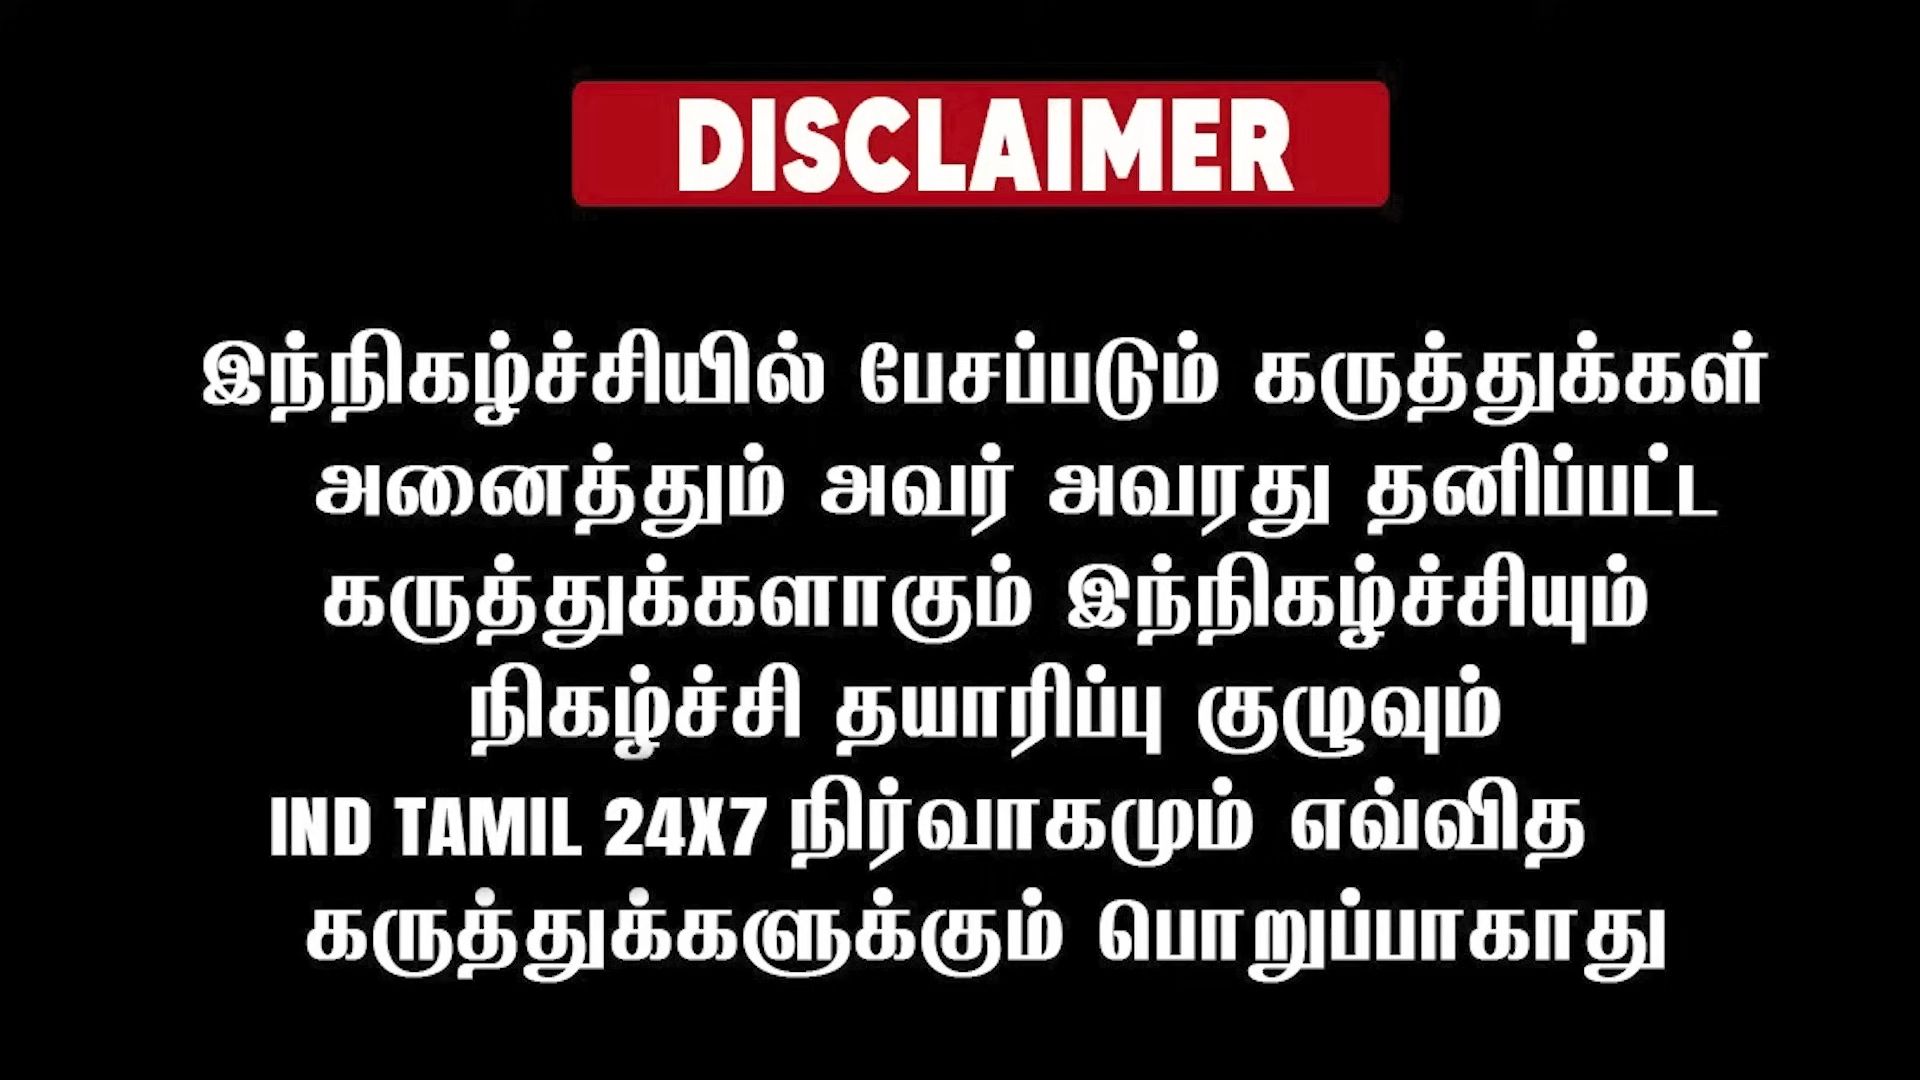 DISCLAIMER
இந்நிகழ்ச்சியில் பேசப்படும் கருத்துக்கள்
அனைத்தும் அவர் அவரது தனிப்பட்ட
கருத்துக்களாகும் இந்நிகழ்ச்சியும்
நிகழ்ச்சி தயாரிப்பு குழுவும்
IND TAMIL 24X7 நிர்வாகமும் எவ்வித
கருத்துக்களுக்கும் பொறுப்பாகாது